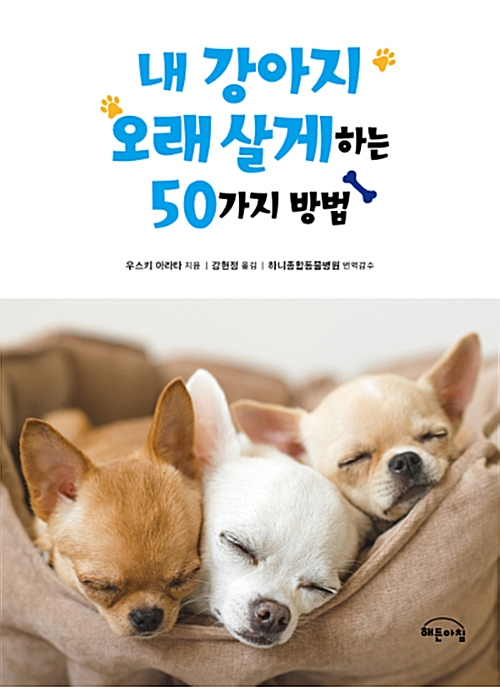 내 강아지
오래 살게하는
50가지 방법
우스키 아라타 지음 | 강현정 옮김 | 하니종합동물병원 번역감수
해든아침